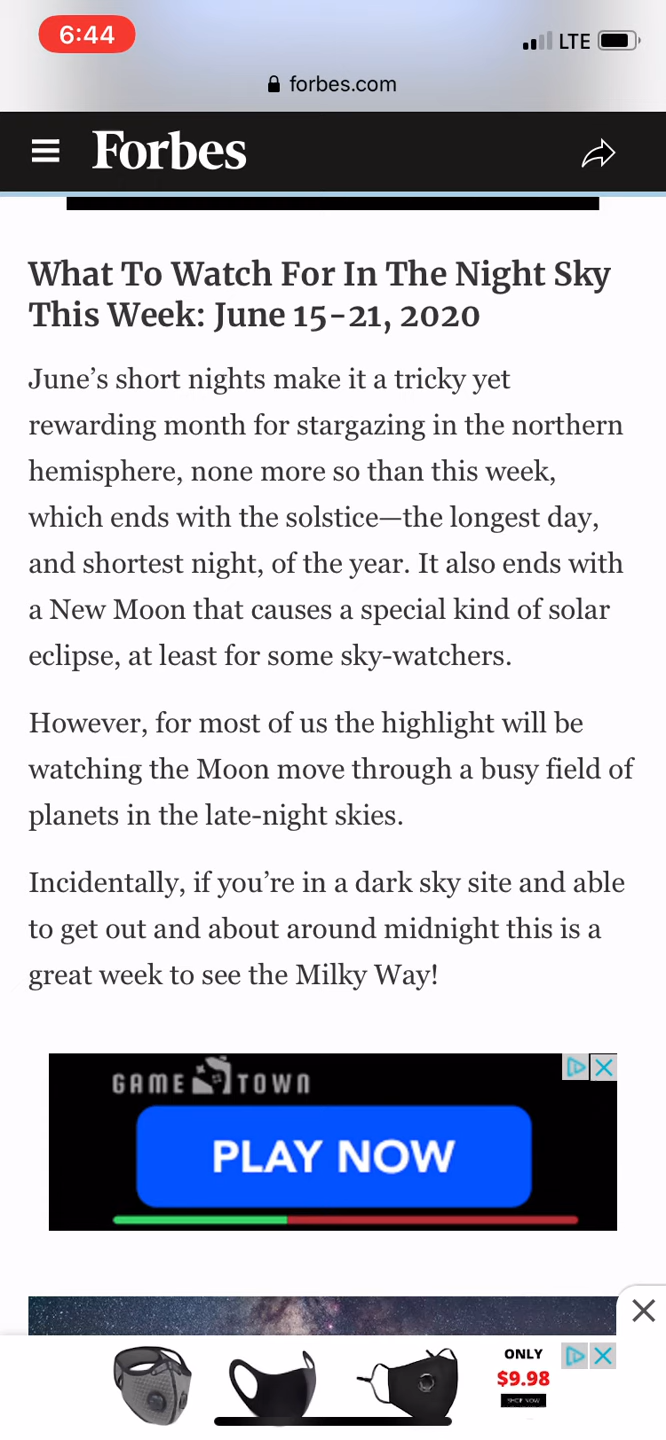 6:44
LTE
forbes.com
Forbes
What To Watch For In The Night Sky
This Week: June 15-21, 2020
June's short nights make it a tricky yet
rewarding month for stargazing in the northern
hemisphere, none more so than this week,
which ends with the solstice—the longest day,
and shortest night, of the year. It also ends with
a New Moon that causes a special kind of solar
eclipse, at least for some sky-watchers.
However, for most of us the highlight will be
watching the Moon move through a busy field of
planets in the late-night skies.
Incidentally, if you're in a dark sky site and able
to get out and about around midnight this is a
great week to see the Milky Way!
GAME TOWN
PLAY NOW
ONLY
$9.98
SHOP NOW